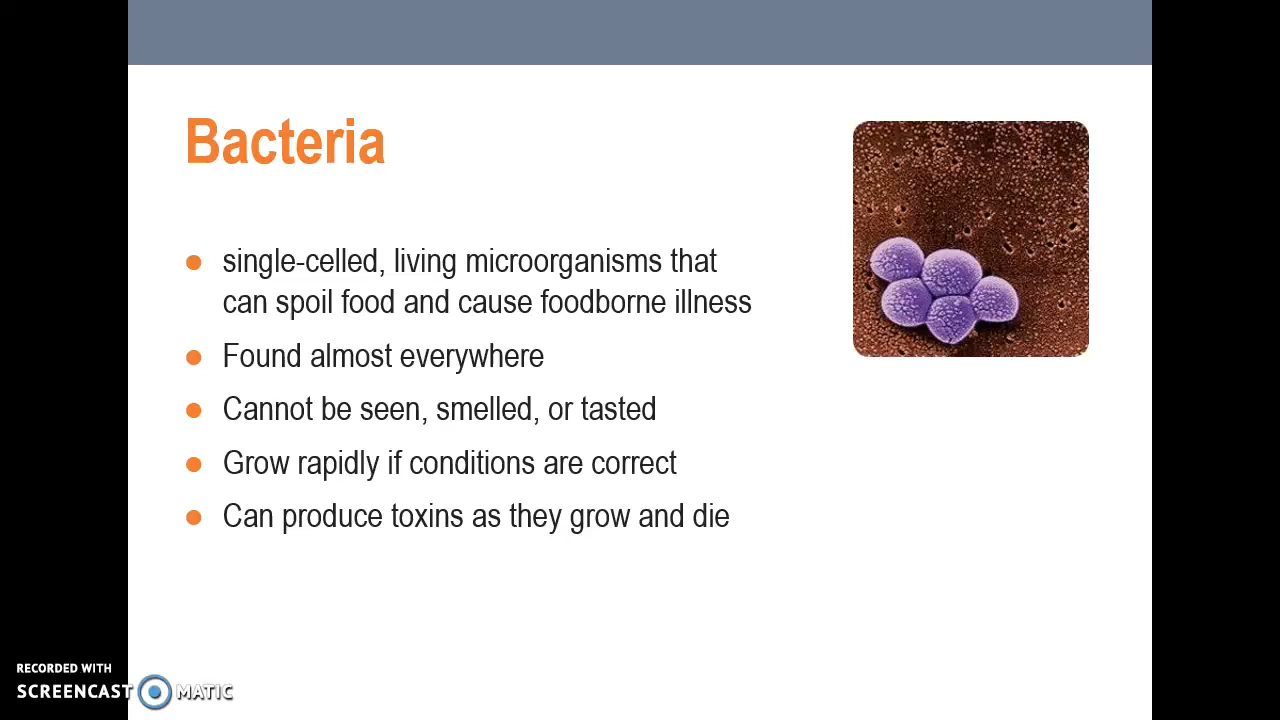 Bacteria
single-celled, living microorganisms that
can spoil food and cause foodborne illness
Found almost everywhere
Cannot be seen, smelled, or tasted
Grow rapidly if conditions are correct
Can produce toxins as they grow and die
RECORDED WITH
SCREENCAST MATIC